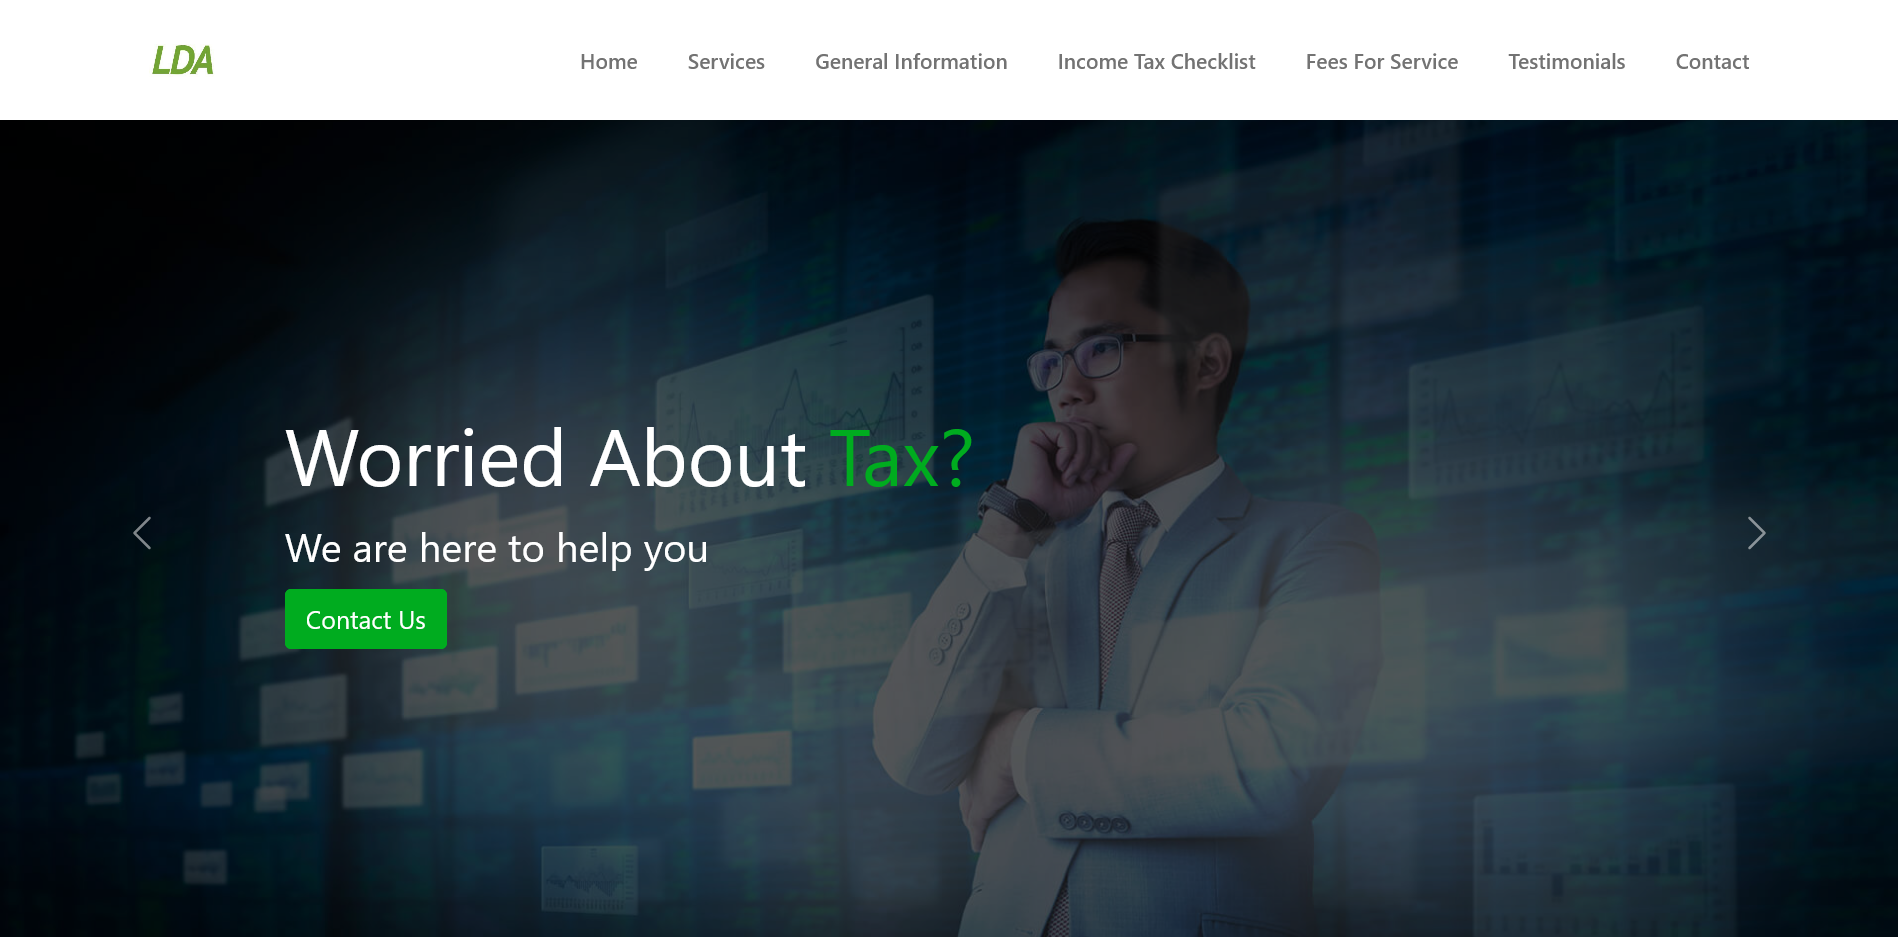 LDA
Home Services General Information Income Tax Checklist Fees For Service Testimonials Contact
Worried About Tax?
We are here to help you
Contact Us